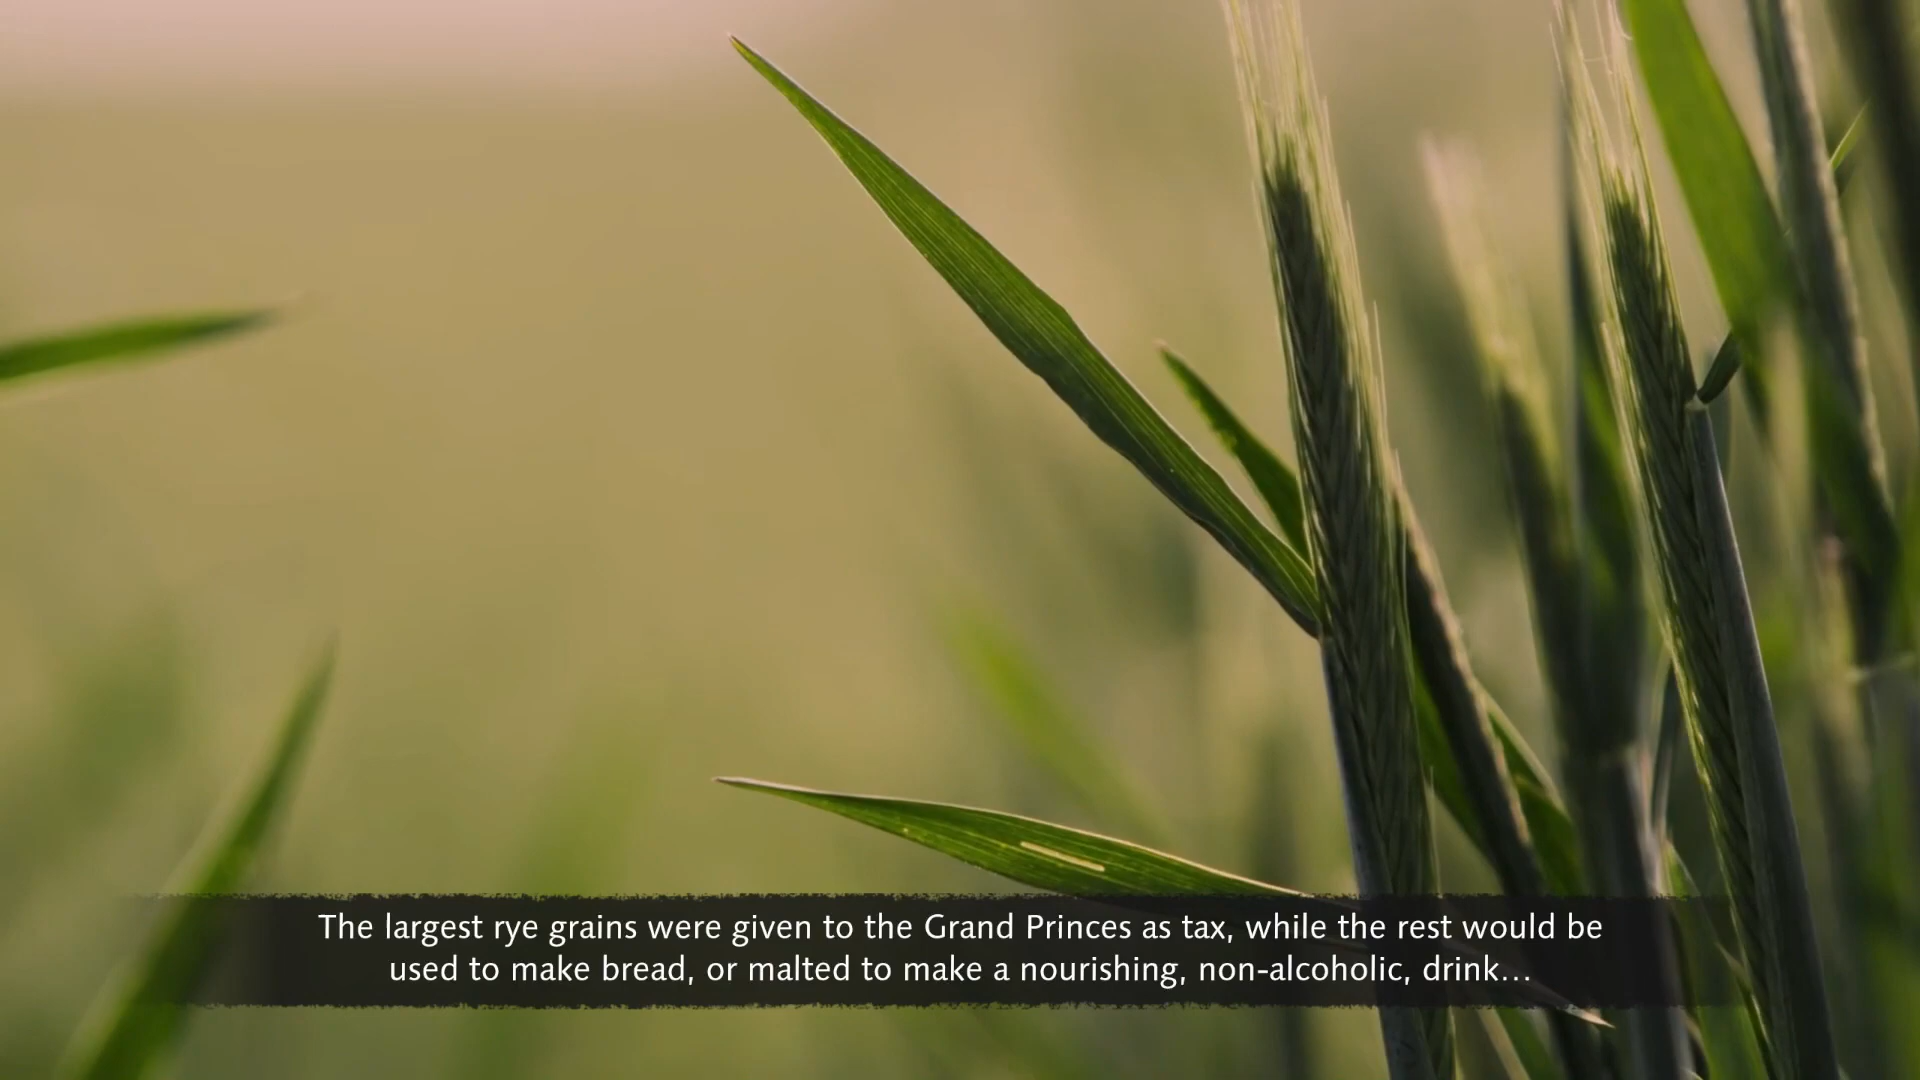 The largest rye grains were given to the Grand Princes as tax, while the rest would be
used to make bread, or malted to make a nourishing, non-alcoholic, drink...